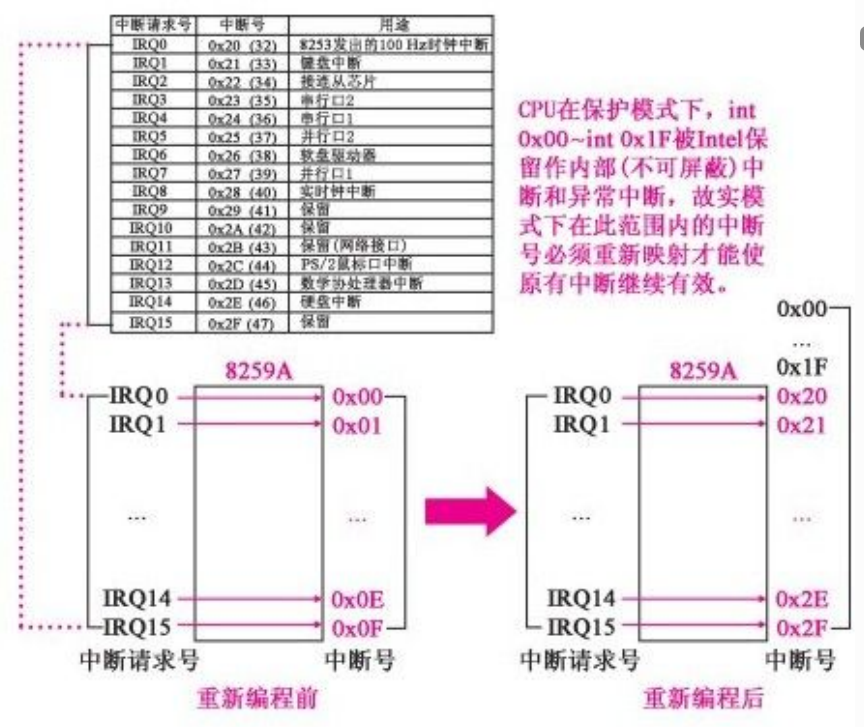 中断请求号 中断号 用途
IRQ0 0x20 (32) 8253发出的100 Hz时钟中断
IRQ1 0x21 (33) 键盘中断
IRQ2 0x22 (34) 接连从芯片
IRQ3 0x23 (35) 串行口2
IRQ4 0x24 (36) 串行口1
IRQ5 0x25 (37) 并行口2
IRQ6 0x26 (38) 软盘驱动器
IRQ7 0x27 (39) 并行口1
IRQ8 0x28 (40) 实时钟中断
IRQ9 0x29 (41) 保留
IRQ10 0x2A (42) 保留
IRQ11 0x2B (43) 保留(网络接口)
IRQ12 0x2C (44) PS/2鼠标口中断
IRQ13 0x2D (45) 数学协处理器中断
IRQ14 0x2E (46) 硬盘中断
IRQ15 0x2F (47) 保留
CPU在保护模式下，int
0x00~int 0x1F被Intel保
留作内部(不可屏蔽)中
断和异常中断，故实模
式下在此范围内的中断
号必须重新映射才能使
原有中断继续有效。
8259A
IRQ0 0x00
IRQ1 0x01
... ...
IRQ14 0x0E
IRQ15 0x0F
中断请求号 中断号
重新编程前
0x00
...
8259A 0x1F
IRQ0 0x20
IRQ1 0x21
... ...
IRQ14 0x2E
IRQ15 0x2F
中断请求号 中断号
重新编程后